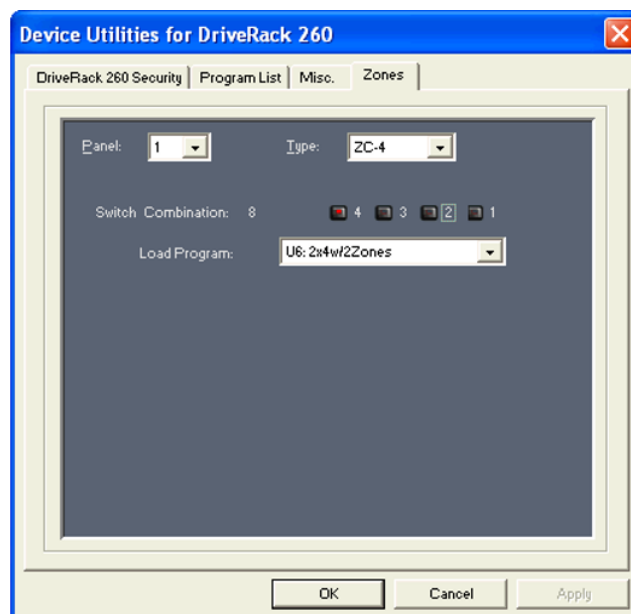 Device Utilities for DriveRack 260
DriveRack 260 Security Program List Misc. Zones
Panel: 1 Type: ZC-4
Switch Combination: 8 4 3 2 1
Load Program: U6: 2x4w/2Zones
OK Cancel Apply